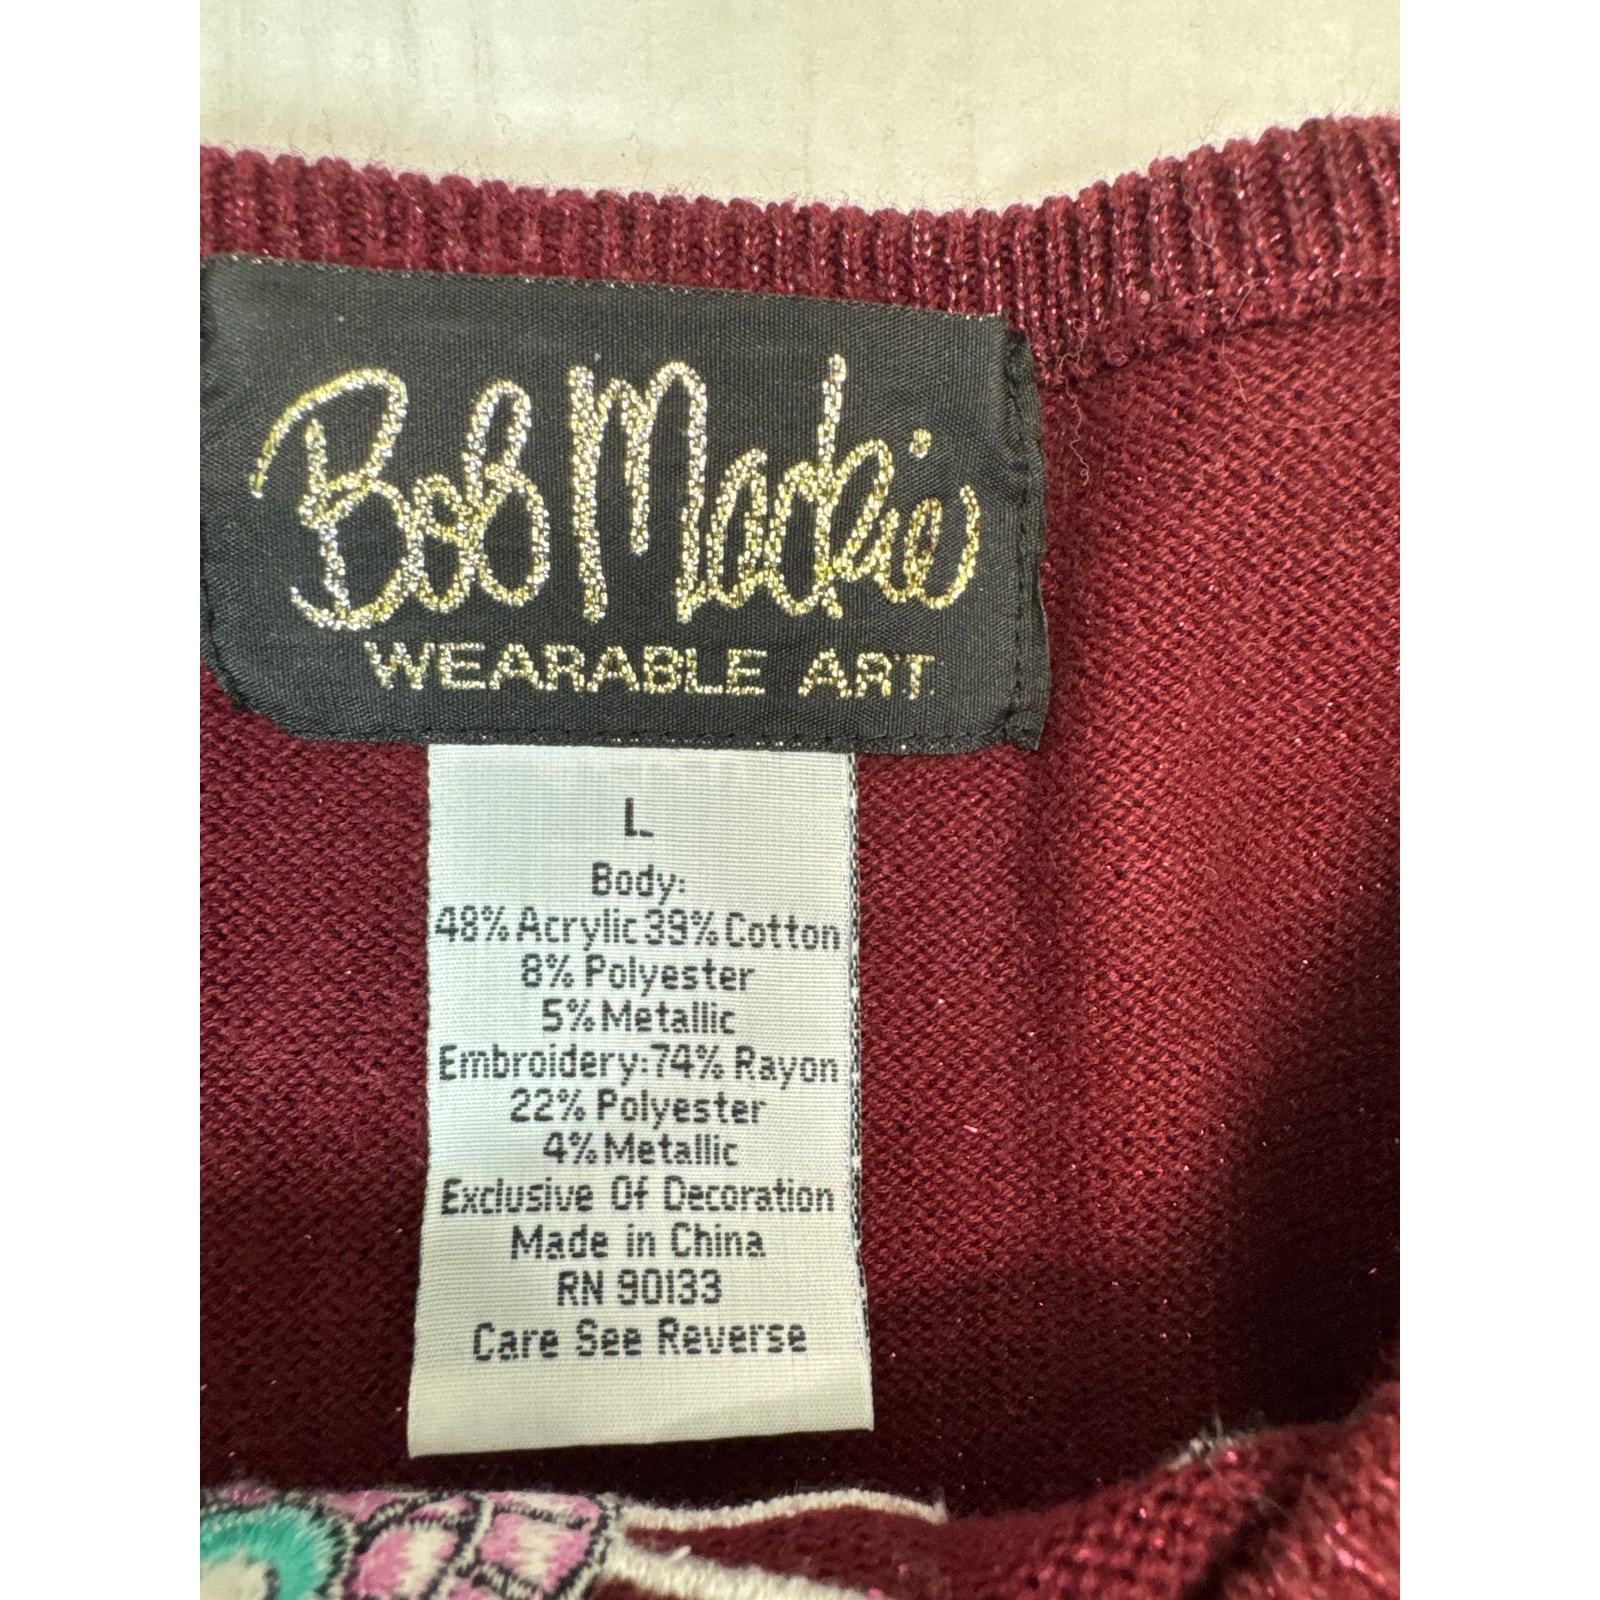 Bob Mackie
WEARABLE ART
L
Body:
48% Acrylic 39% Cotton
8% Polyester
5% Metallic
Embroidery: 74% Rayon
22% Polyester
4% Metallic
Exclusive Of Decoration
Made in China
RN 90133
Care See Reverse